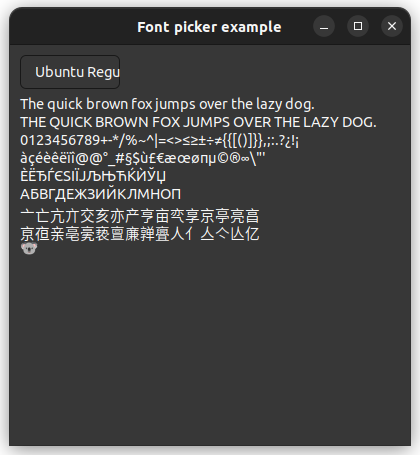 Font picker example
Ubuntu Regu
The quick brown fox jumps over the lazy dog.
THE QUICK BROWN FOX JUMPS OVER THE LAZY DOG.
0123456789+-*/%~^|=<>≤≥±÷≠{{[()]}},;:.?¿!¡
àçéèêëïî@@°_#§$ù£€æœøπµ©®∞\"'
ЀЁЂЃЄЅІЇЈЉЊЋЌЍЎЏ
АБВГДЕЖЗИЙКЛМНОП
亠亡亢亣交亥亦产亨亩亪享京亭亮亯
亰亱亲亳亴亵亶亷亸亹人亻亼亽亾亿
🐨